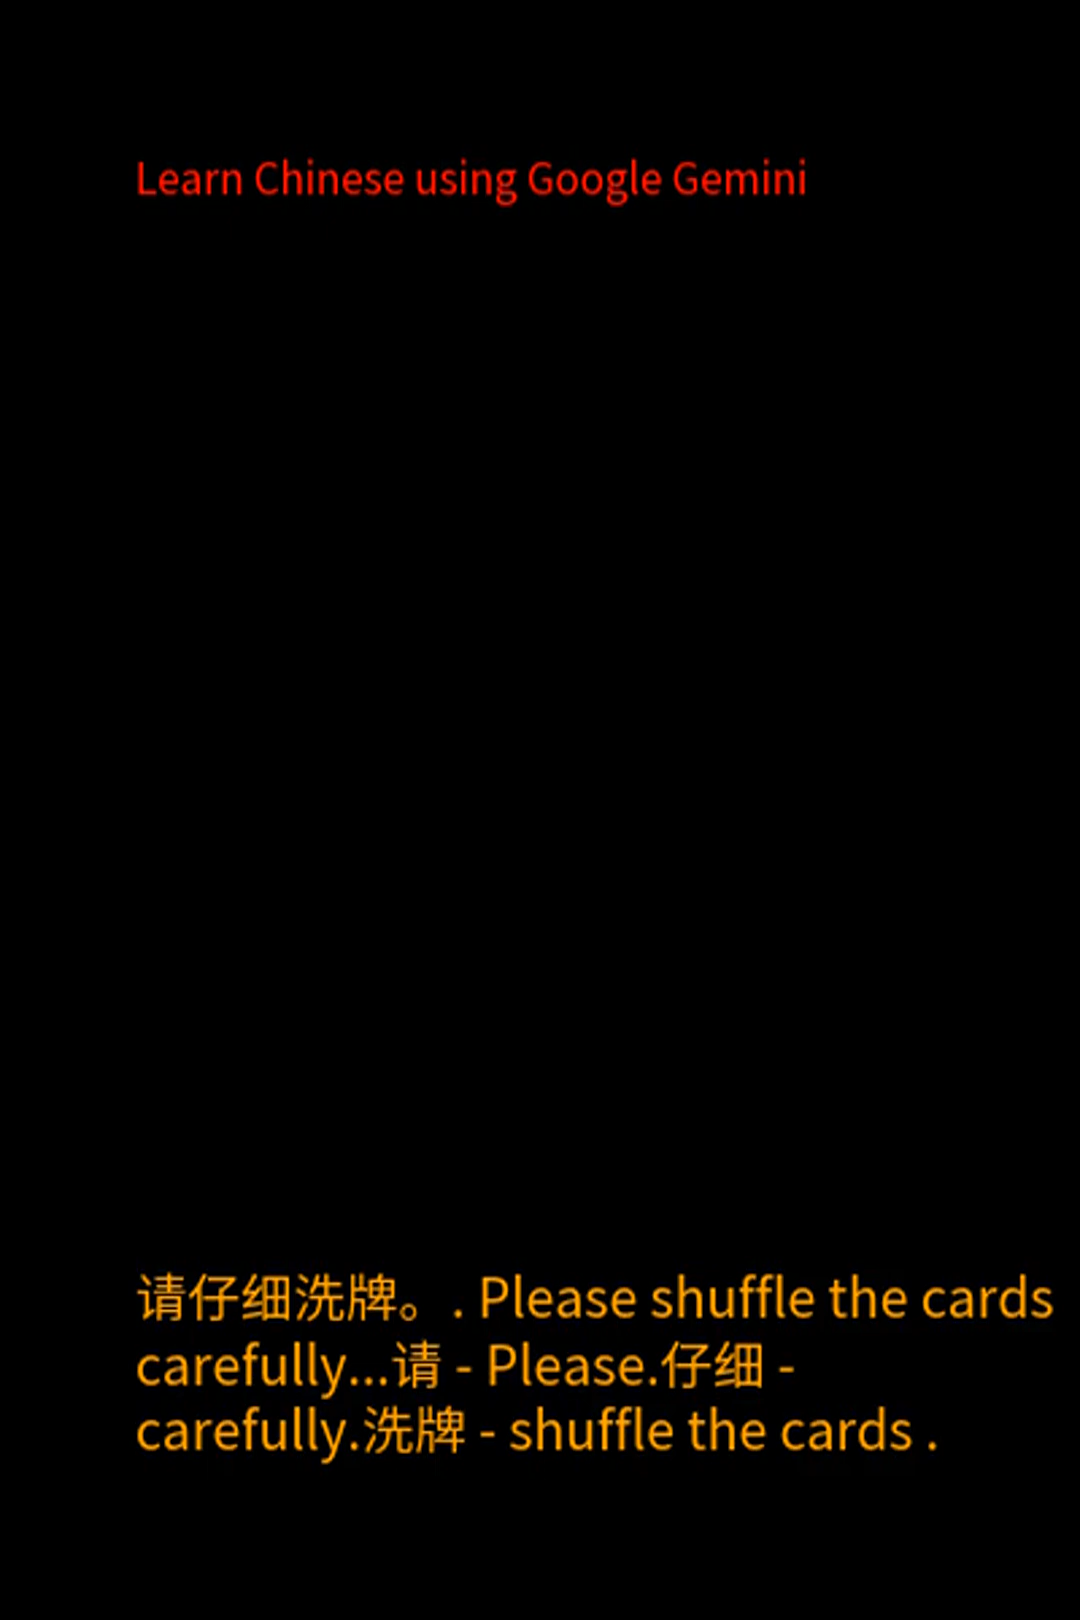 Learn Chinese using Google Gemini
请仔细洗牌。. Please shuffle the cards
carefully...请 - Please.仔细 -
carefully.洗牌 - shuffle the cards .